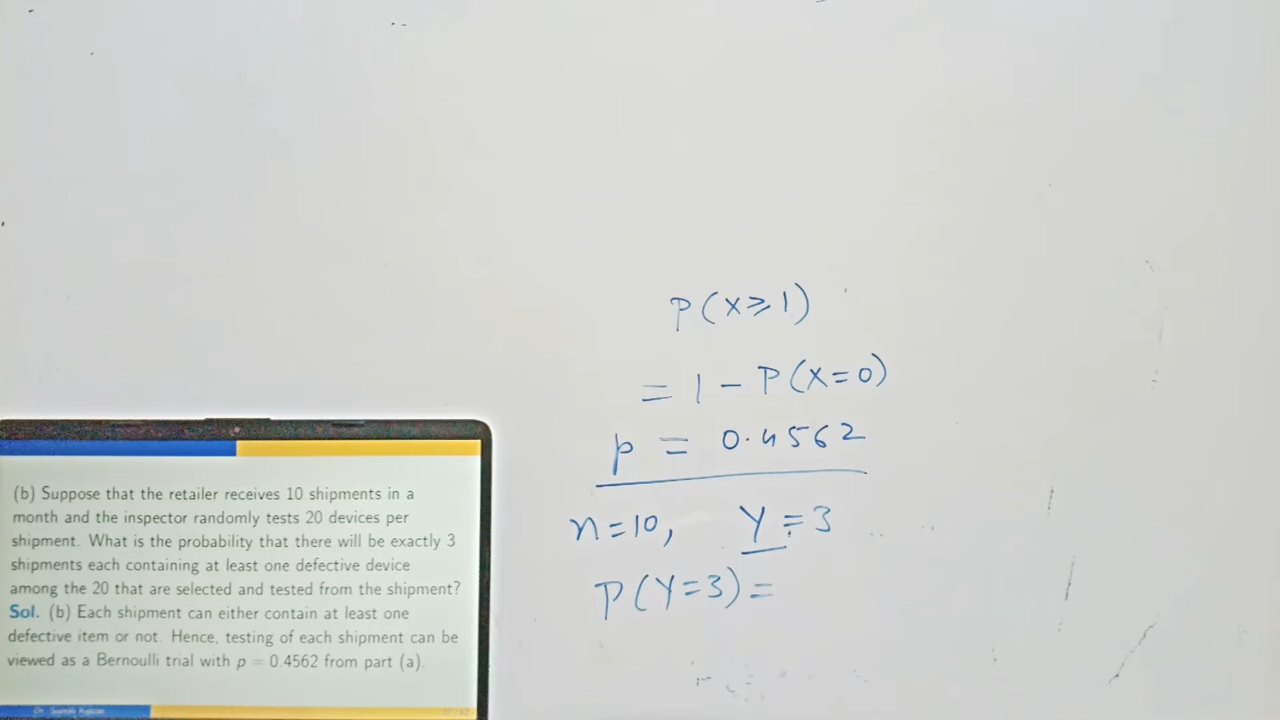 P(X≥1)
= 1 - P(X=0)
p = 0.4562
n=10, Y=3
P(Y=3)=
(b) Suppose that the retailer receives 10 shipments in a
month and the inspector randomly tests 20 devices per
shipment. What is the probability that there will be exactly 3
shipments each containing at least one defective device
among the 20 that are selected and tested from the shipment?
Sol. (b) Each shipment can either contain at least one
defective item or not. Hence, testing of each shipment can be
viewed as a Bernoulli trial with p = 0.4562 from part (a).